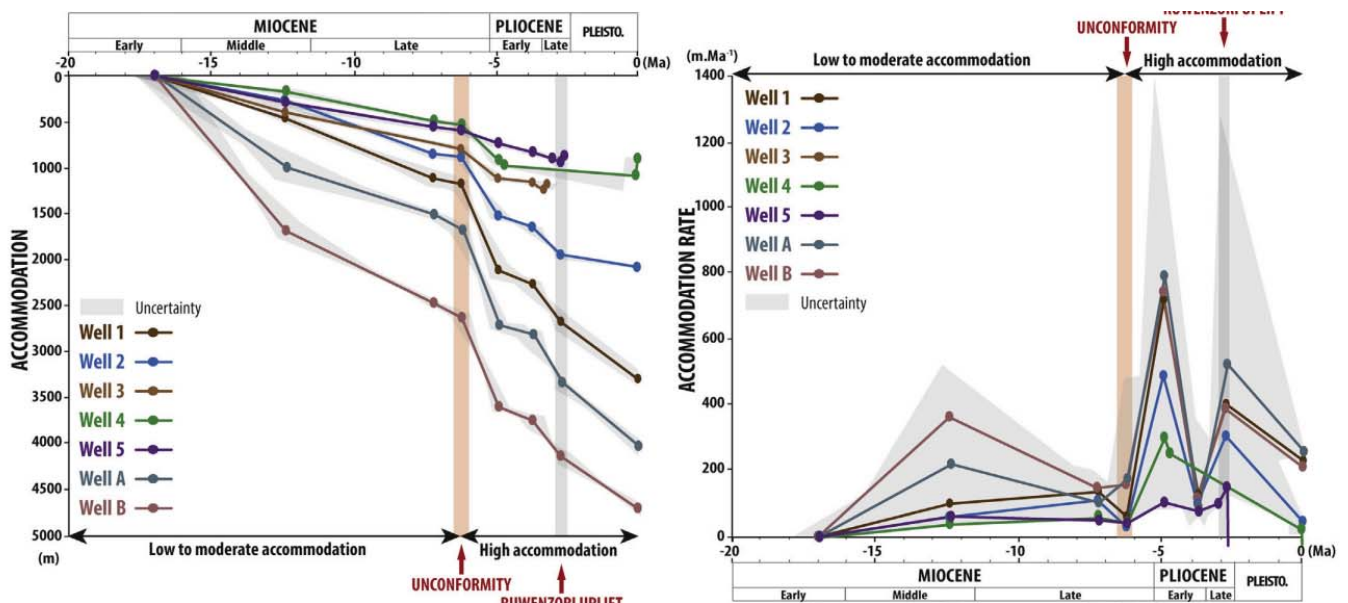 MIOCENE PLIOCENE PLEISTO.
Early Middle Late Early Late
-20 -15 -10 -5 0 (Ma)
0
500
1000
1500
2000
2500
3000
3500
4000
4500
5000
(m)
ACCOMMODATION
Uncertainty
Well 1
Well 2
Well 3
Well 4
Well 5
Well A
Well B
Low to moderate accommodation High accommodation
UNCONFORMITY
RUWENZORI UPLIFT
RUWENZORI UPLIFT
UNCONFORMITY
(m.Ma-1)
Low to moderate accommodation High accommodation
1400
1200
1000
800
600
400
200
0
ACCOMMODATION RATE
Well 1
Well 2
Well 3
Well 4
Well 5
Well A
Well B
Uncertainty
-20 -15 -10 -5 0 (Ma)
MIOCENE PLIOCENE PLEISTO.
Early Middle Late Early Late